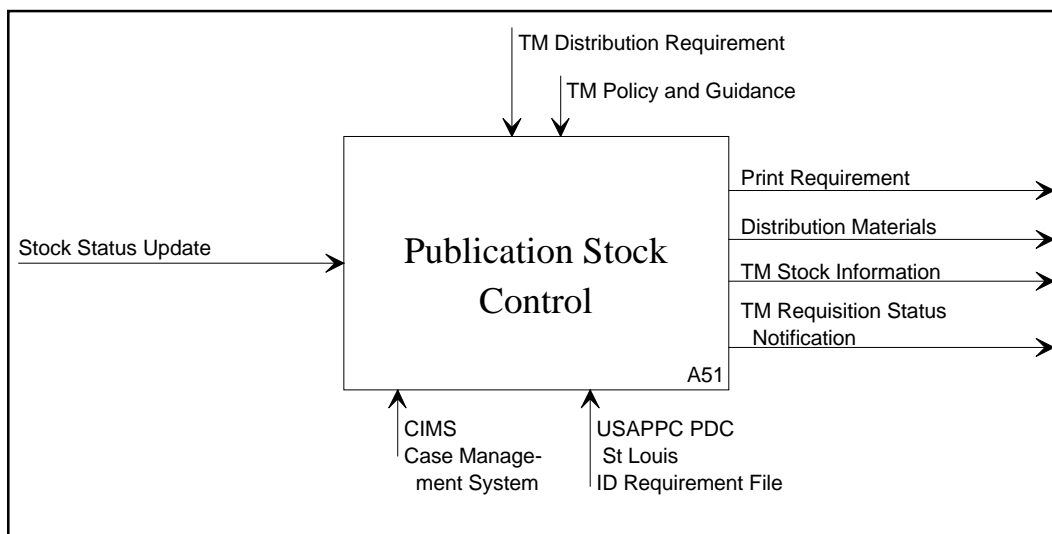 TM Distribution Requirement
TM Policy and Guidance
Print Requirement
Distribution Materials
Stock Status Update
Publication Stock
Control
TM Stock Information
TM Requisition Status
Notification
A51
CIMS
Case Manage-
ment System
USAPPC PDC
St Louis
ID Requirement File